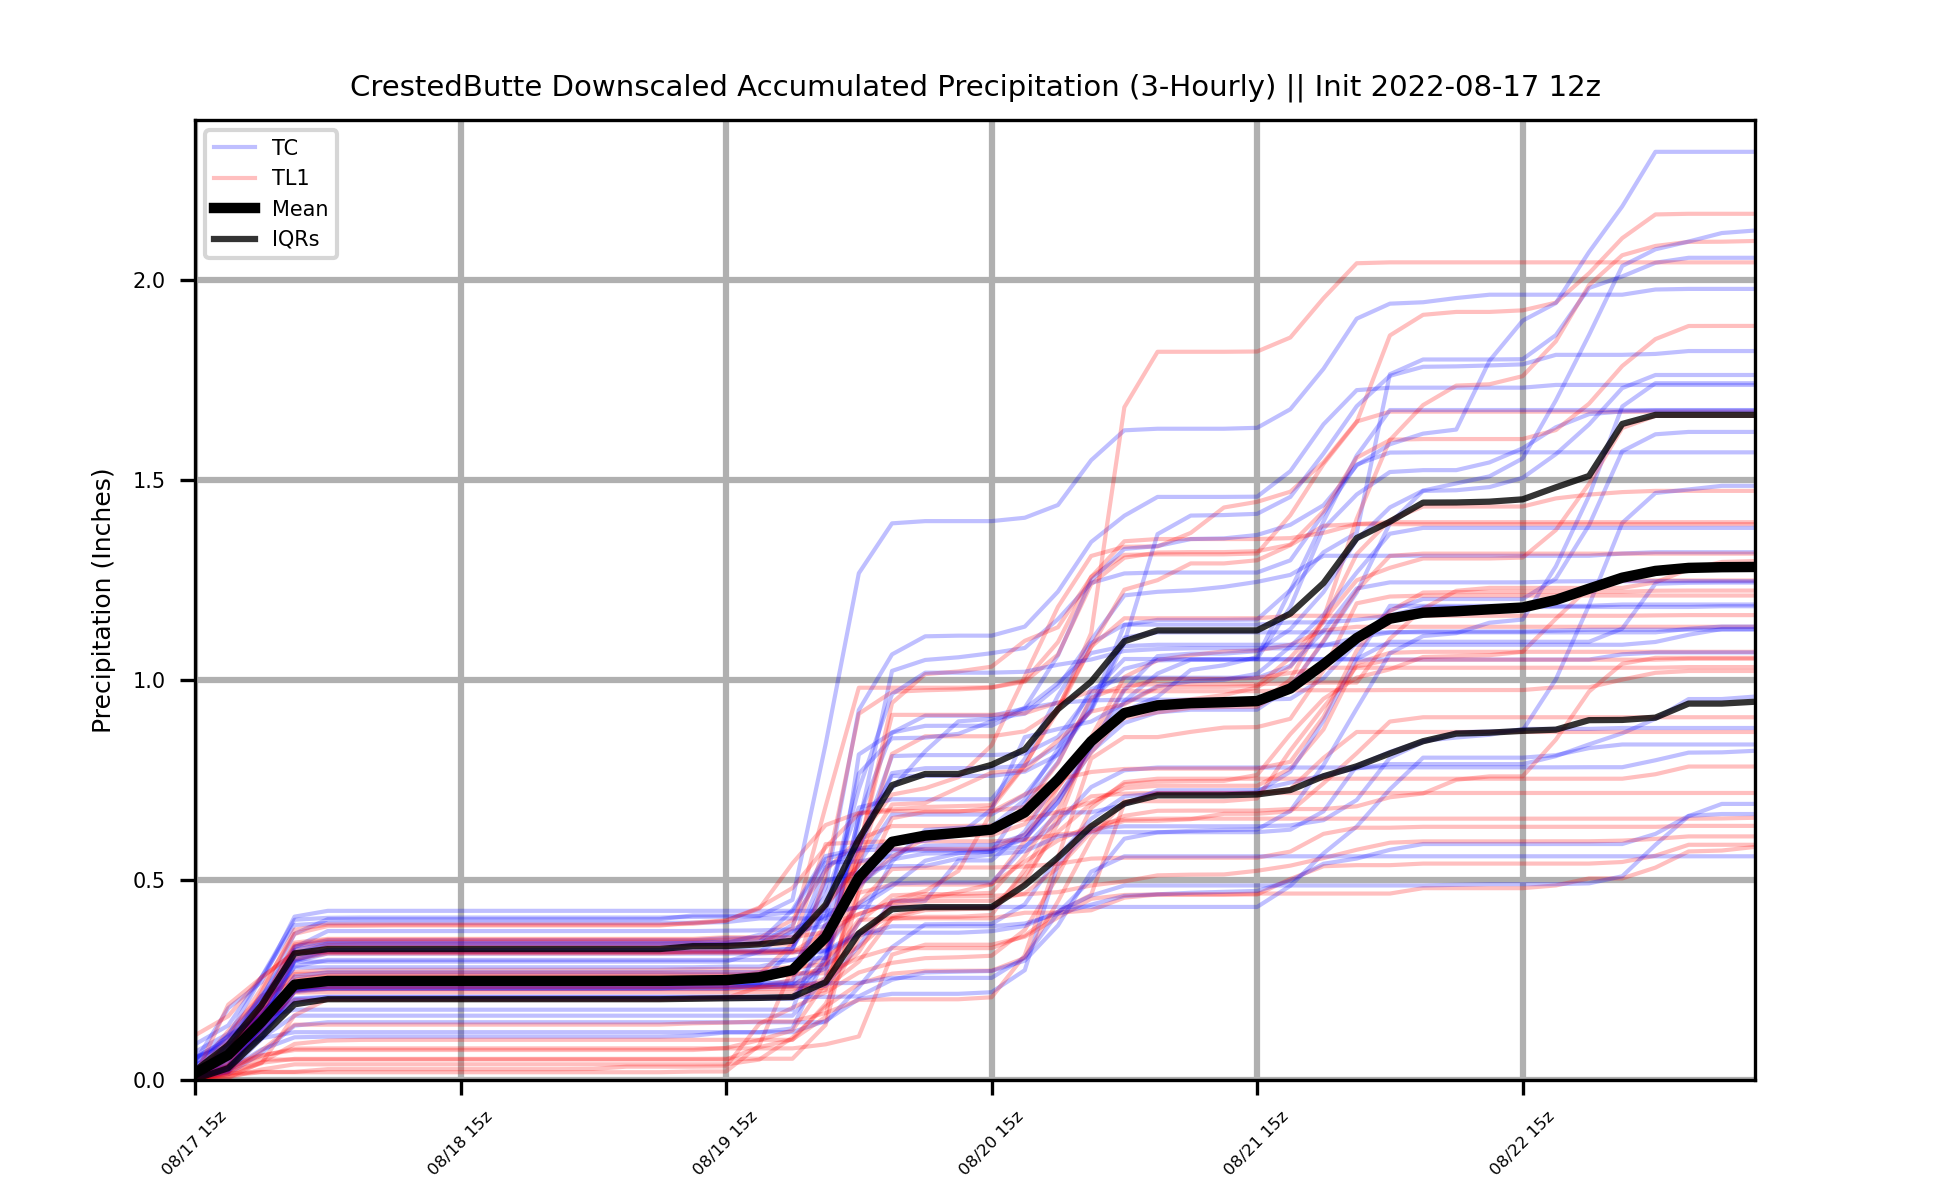 CrestedButte Downscaled Accumulated Precipitation (3-Hourly) || Init 2022-08-17 12z
TC
TL1
Mean
IQRs
Precipitation (Inches)
2.0
1.5
1.0
0.5
0.0
08/17 15z
08/18 15z
08/19 15z
08/20 15z
08/21 15z
08/22 15z